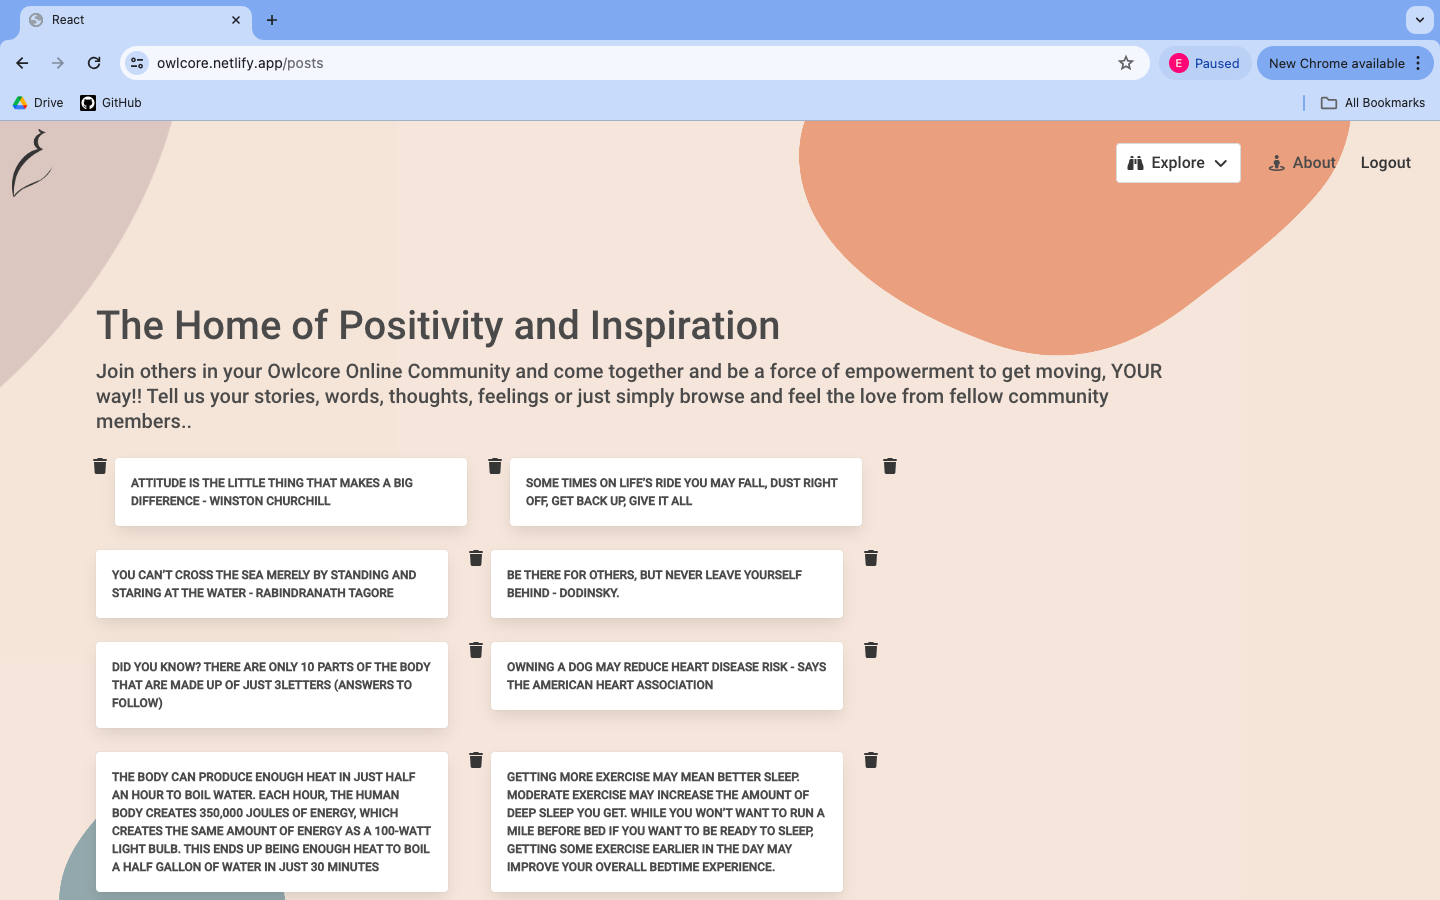 React
owlcore.netlify.app/posts
E Paused
New Chrome available
Drive
GitHub
All Bookmarks
Explore
About
Logout
The Home of Positivity and Inspiration
Join others in your Owlcore Online Community and come together and be a force of empowerment to get moving, YOUR
way!! Tell us your stories, words, thoughts, feelings or just simply browse and feel the love from fellow community
members..
ATTITUDE IS THE LITTLE THING THAT MAKES A BIG
DIFFERENCE - WINSTON CHURCHILL
SOME TIMES ON LIFE'S RIDE YOU MAY FALL, DUST RIGHT
OFF, GET BACK UP, GIVE IT ALL
YOU CAN'T CROSS THE SEA MERELY BY STANDING AND
STARING AT THE WATER - RABINDRANATH TAGORE
BE THERE FOR OTHERS, BUT NEVER LEAVE YOURSELF
BEHIND - DODINSKY.
DID YOU KNOW? THERE ARE ONLY 10 PARTS OF THE BODY
THAT ARE MADE UP OF JUST 3LETTERS (ANSWERS TO
FOLLOW)
OWNING A DOG MAY REDUCE HEART DISEASE RISK - SAYS
THE AMERICAN HEART ASSOCIATION
THE BODY CAN PRODUCE ENOUGH HEAT IN JUST HALF
AN HOUR TO BOIL WATER. EACH HOUR, THE HUMAN
BODY CREATES 350,000 JOULES OF ENERGY, WHICH
CREATES THE SAME AMOUNT OF ENERGY AS A 100-WATT
LIGHT BULB. THIS ENDS UP BEING ENOUGH HEAT TO BOIL
A HALF GALLON OF WATER IN JUST 30 MINUTES
GETTING MORE EXERCISE MAY MEAN BETTER SLEEP.
MODERATE EXERCISE MAY INCREASE THE AMOUNT OF
DEEP SLEEP YOU GET. WHILE YOU WON'T WANT TO RUN A
MILE BEFORE BED IF YOU WANT TO BE READY TO SLEEP,
GETTING SOME EXERCISE EARLIER IN THE DAY MAY
IMPROVE YOUR OVERALL BEDTIME EXPERIENCE.